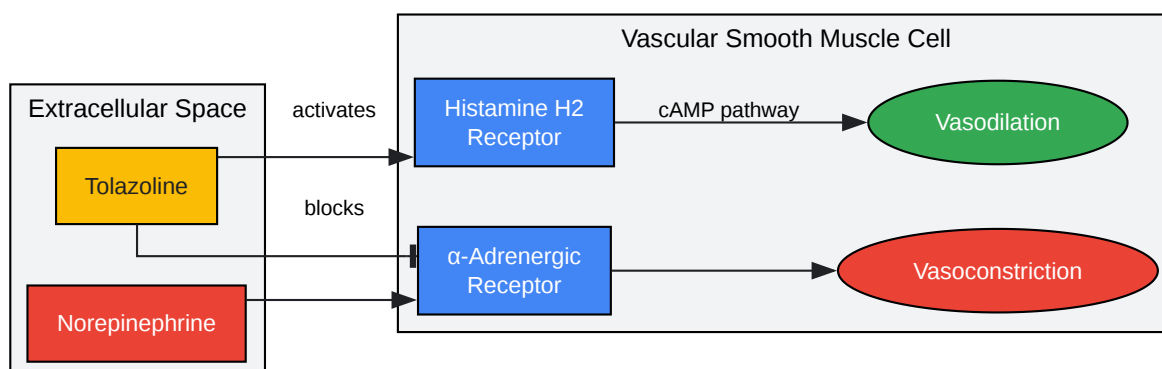 Vascular Smooth Muscle Cell
Extracellular Space
activates
Histamine H2
Receptor
cAMP pathway
Vasodilation
Tolazoline
blocks
α-Adrenergic
Receptor
Vasoconstriction
Norepinephrine